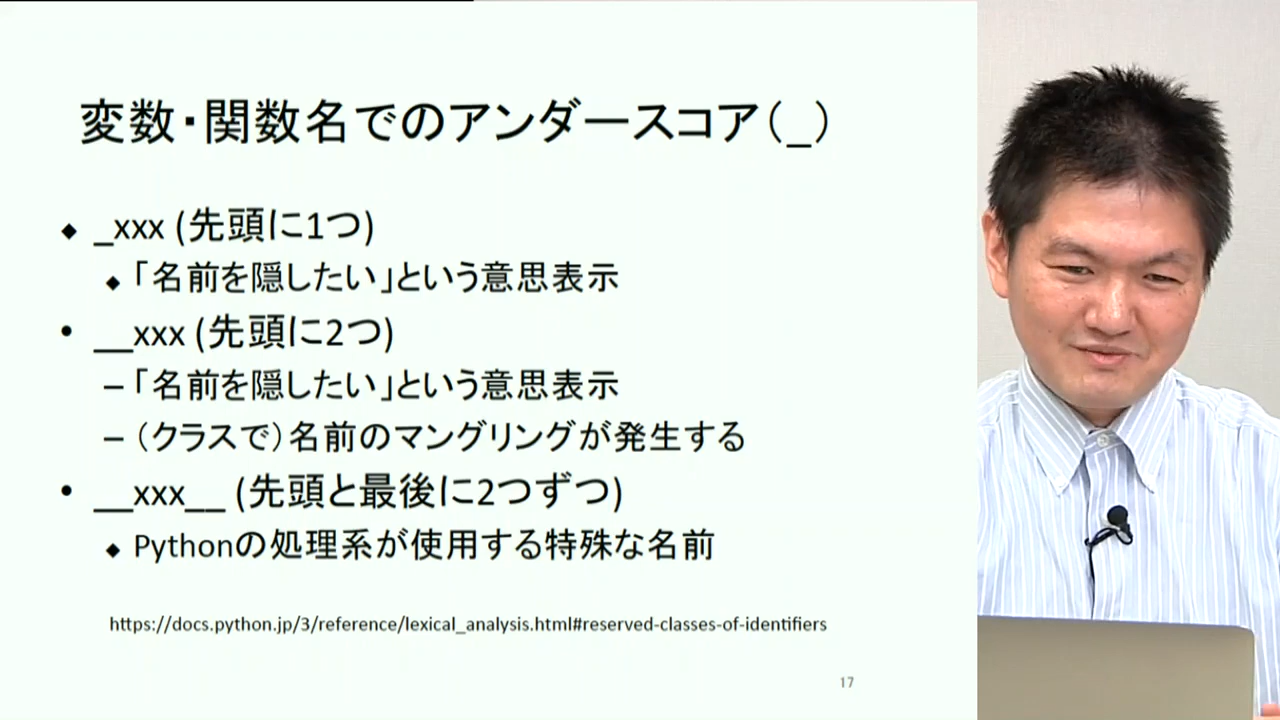 変数・関数名でのアンダースコア(_)
◆ _xxx (先頭に1つ)
◆「名前を隠したい」という意思表示
• __xxx (先頭に2つ)
–「名前を隠したい」という意思表示
–(クラスで)名前のマングリングが発生する
• __xxx__ (先頭と最後に2つずつ)
◆ Pythonの処理系が使用する特殊な名前
https://docs.python.jp/3/reference/lexical_analysis.html#reserved-classes-of-identifiers
17